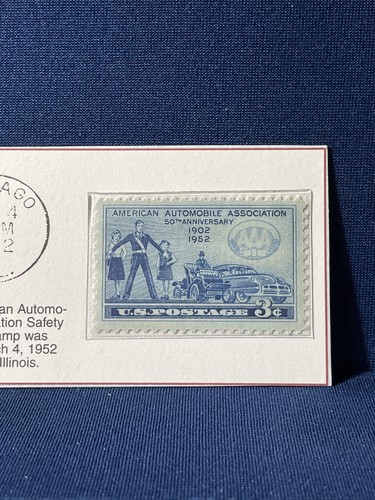 AGO
4
M
2
AMERICAN AUTOMOBILE ASSOCIATION
50TH ANNIVERSARY
1902
1952
AAA
U.S. POSTAGE 3¢
an Automo-
ation Safety
amp was
h 4, 1952
Illinois.